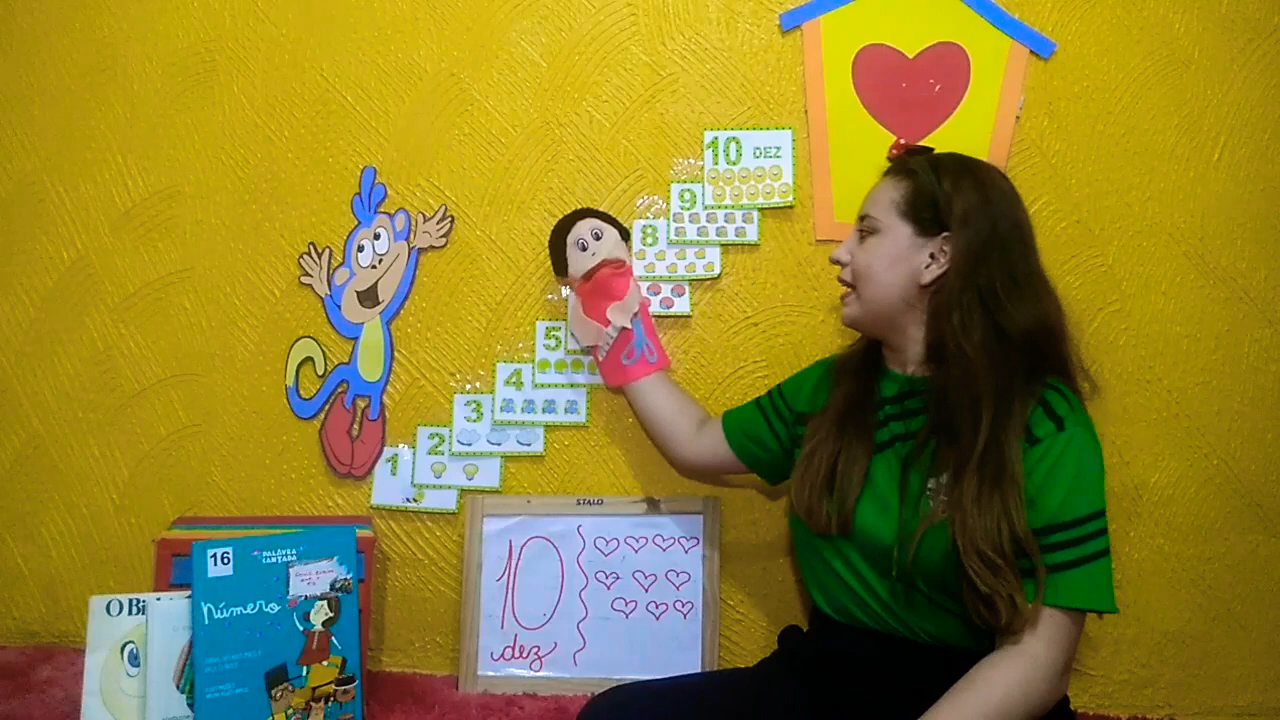 10 DEZ
9
8
5
4
3
2
1
STALO
10
dez
16
PALAVRA
CANTADA
Número
O Bi